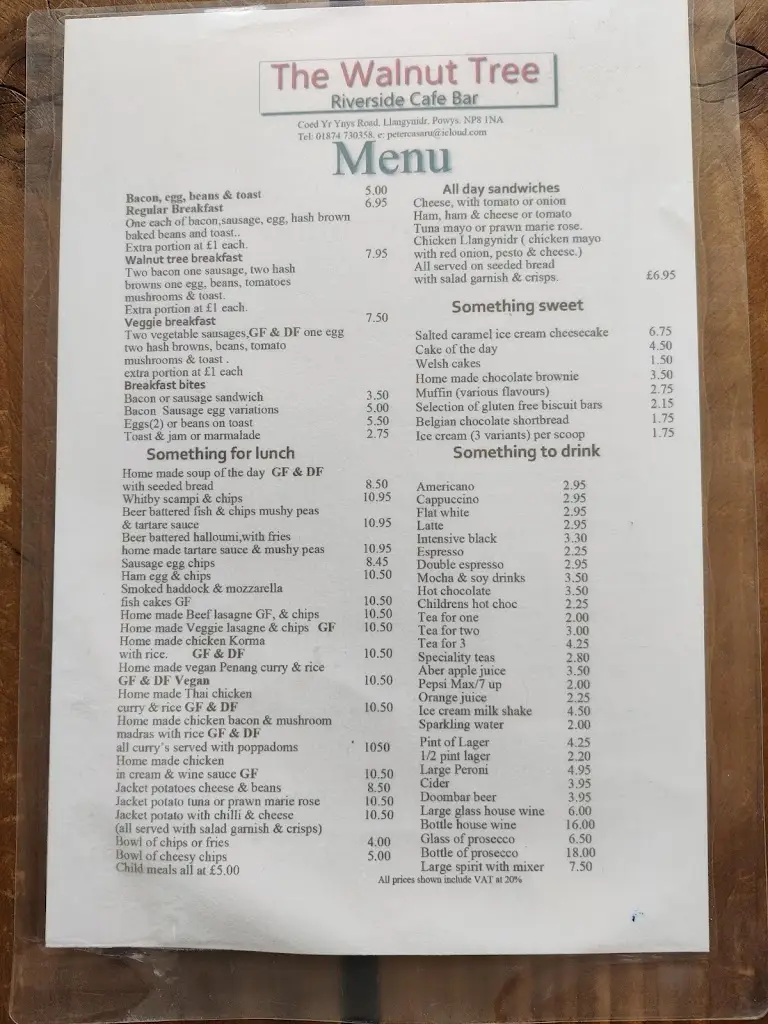 The Walnut Tree
Riverside Cafe Bar
Coed Yr Ynys Road, Llangynidr, Powys. NP8 1NA
Tel: 01874 730358, e: petercasaru@icloud.com
Menu
Bacon, egg, beans & toast 5.00
Regular Breakfast 6.95
One each of bacon,sausage, egg, hash brown
baked beans and toast..
Extra portion at £1 each.
Walnut tree breakfast 7.95
Two bacon one sausage, two hash
browns one egg, beans, tomatoes
mushrooms & toast.
Extra portion at £1 each.
Veggie breakfast 7.50
Two vegetable sausages,GF & DF one egg
two hash browns, beans, tomato
mushrooms & toast .
extra portion at £1 each
Breakfast bites
Bacon or sausage sandwich 3.50
Bacon Sausage egg variations 5.00
Eggs(2) or beans on toast 5.50
Toast & jam or marmalade 2.75
Something for lunch
Home made soup of the day GF & DF
with seeded bread 8.50
Whitby scampi & chips 10.95
Beer battered fish & chips mushy peas
& tartare sauce 10.95
Beer battered halloumi,with fries
home made tartare sauce & mushy peas 10.95
Sausage egg chips 8.45
Ham egg & chips 10.50
Smoked haddock & mozzarella
fish cakes GF 10.50
Home made Beef lasagne GF, & chips 10.50
Home made Veggie lasagne & chips GF 10.50
Home made chicken Korma
with rice. GF & DF 10.50
Home made vegan Penang curry & rice
GF & DF Vegan 10.50
Home made Thai chicken
curry & rice GF & DF 10.50
Home made chicken bacon & mushroom
madras with rice GF & DF
all curry's served with poppadoms 1050
Home made chicken
in cream & wine sauce GF 10.50
Jacket potatoes cheese & beans 8.50
Jacket potato tuna or prawn marie rose 10.50
Jacket potato with chilli & cheese 10.50
(all served with salad garnish & crisps)
Bowl of chips or fries 4.00
Bowl of cheesy chips 5.00
Child meals all at £5.00
All day sandwiches
Cheese, with tomato or onion
Ham, ham & cheese or tomato
Tuna mayo or prawn marie rose.
Chicken Llangynidr ( chicken mayo
with red onion, pesto & cheese.)
All served on seeded bread
with salad garnish & crisps. £6.95
Something sweet
Salted caramel ice cream cheesecake 6.75
Cake of the day 4.50
Welsh cakes 1.50
Home made chocolate brownie 3.50
Muffin (various flavours) 2.75
Selection of gluten free biscuit bars 2.15
Belgian chocolate shortbread 1.75
Ice cream (3 variants) per scoop 1.75
Something to drink
Americano 2.95
Cappuccino 2.95
Flat white 2.95
Latte 2.95
Intensive black 3.30
Espresso 2.25
Double espresso 2.95
Mocha & soy drinks 3.50
Hot chocolate 3.50
Childrens hot choc 2.25
Tea for one 2.00
Tea for two 3.00
Tea for 3 4.25
Speciality teas 2.80
Aber apple juice 3.50
Pepsi Max/7 up 2.00
Orange juice 2.25
Ice cream milk shake 4.50
Sparkling water 2.00
Pint of Lager 4.25
1/2 pint lager 2.20
Large Peroni 4.95
Cider 3.95
Doombar beer 3.95
Large glass house wine 6.00
Bottle house wine 16.00
Glass of prosecco 6.50
Bottle of prosecco 18.00
Large spirit with mixer 7.50
All prices shown include VAT at 20%